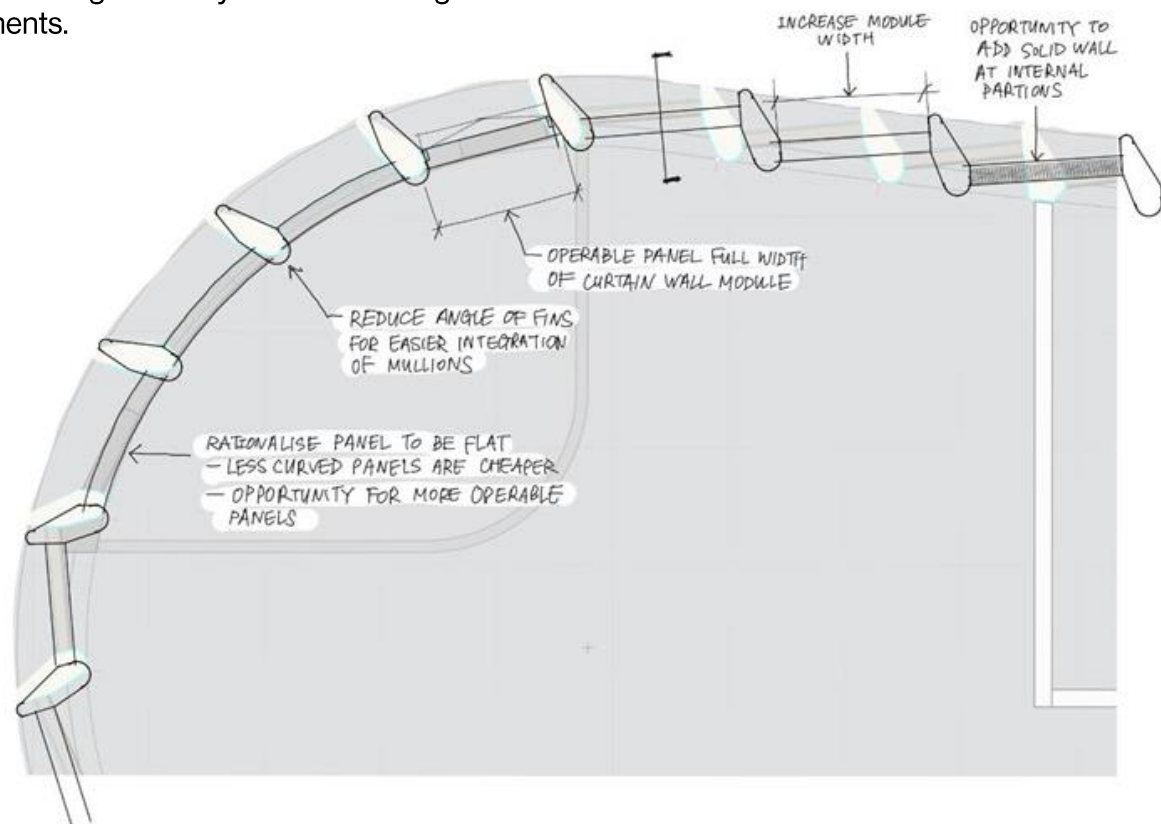 ments.
INCREASE MODULE
WIDTH
OPPORTUNITY TO
ADD SOLID WALL
AT INTERNAL
PARTIONS
OPERABLE PANEL FULL WIDTH
OF CURTAIN WALL MODULE
REDUCE ANGLE OF FINS
FOR EASIER INTEGRATION
OF MULLIONS
RATIONALISE PANEL TO BE FLAT
- LESS CURVED PANELS ARE CHEAPER
- OPPORTUNITY FOR MORE OPERABLE
PANELS